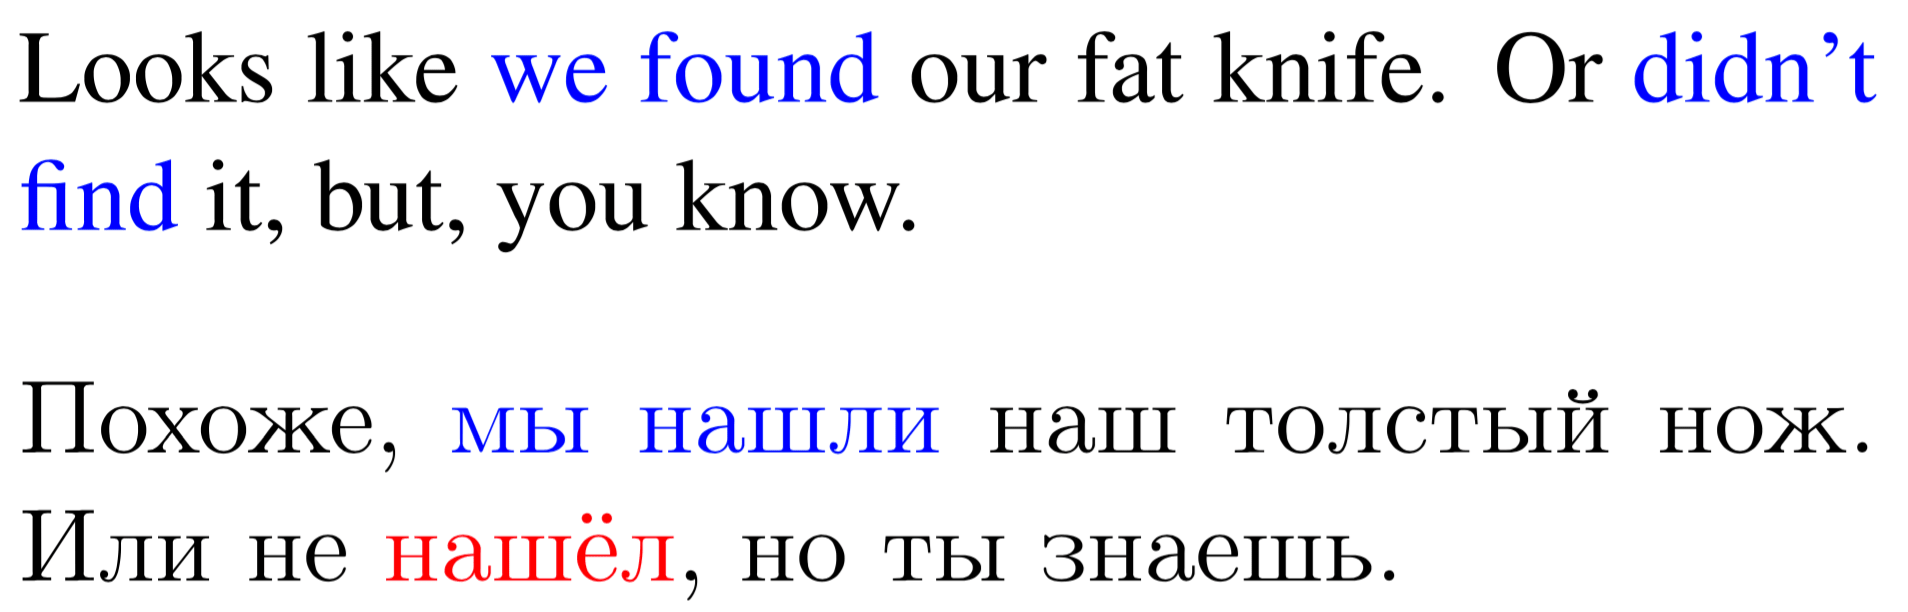 Looks like we found our fat knife. Or didn’t
find it, but, you know.
Похоже, мы нашли наш толстый нож.
Или не нашёл, но ты знаешь.